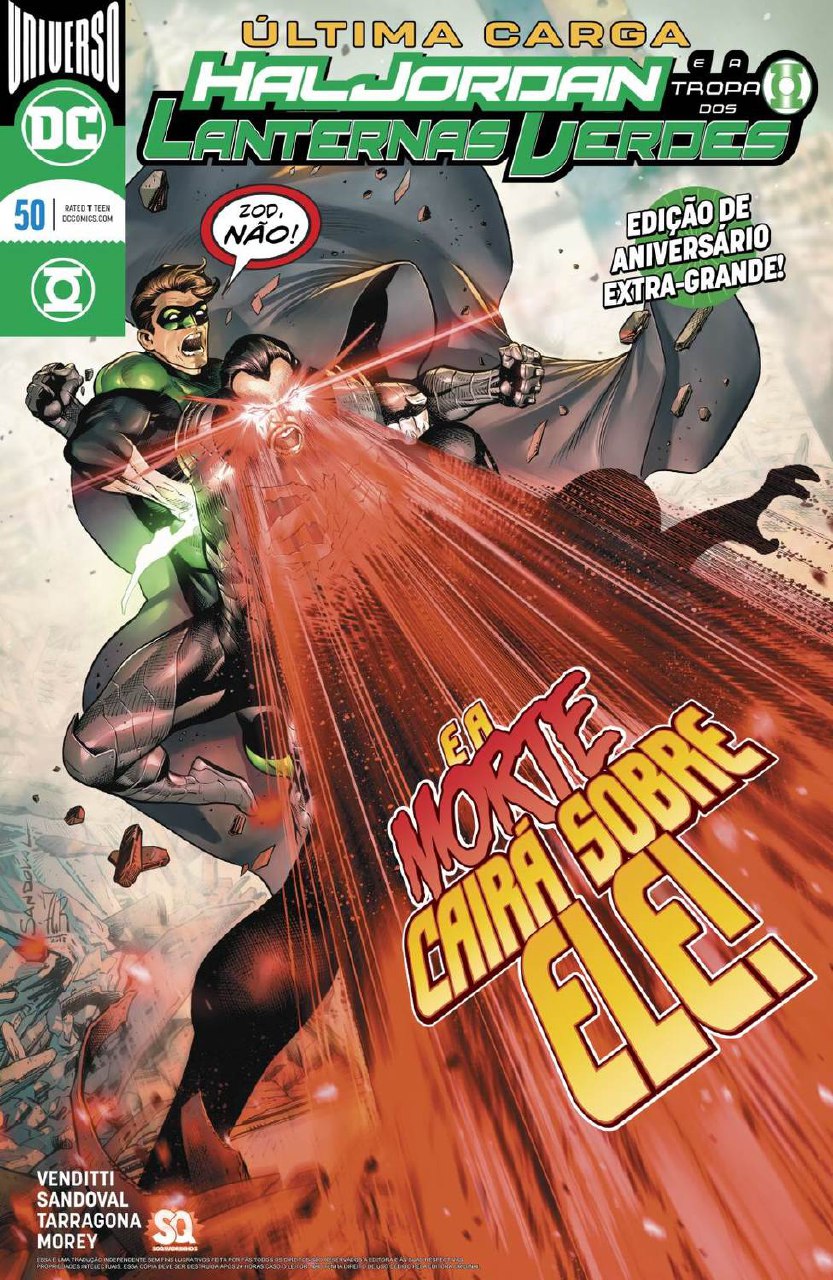 ÚLTIMA CARGA
UNIVERSO
DC
HAL JORDAN
E A
TROPA
DOS
LANTERNAS VERDES
50
RATED T TEEN
DCCOMICS.COM
ZOD,
NÃO!
EDIÇÃO DE
ANIVERSÁRIO
EXTRA-GRANDE!
E A
MORTE
CAIRÁ SOBRE
ELE!
SANDOVAL
VENDITTI
SANDOVAL
TARRAGONA
MOREY
SQ